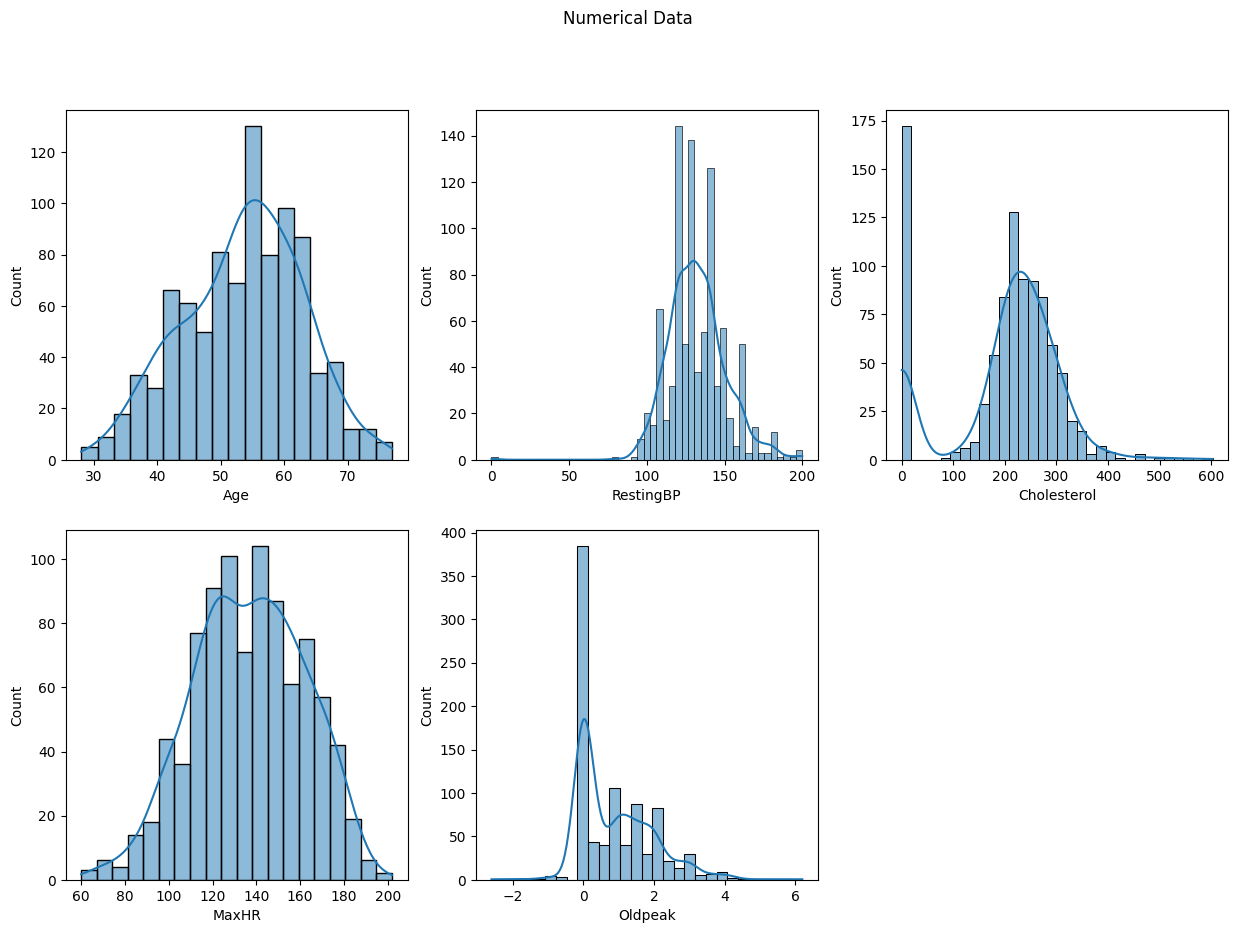 Numerical Data
120
100
80
60
40
20
0
Count
30 40 50 60 70
Age
140
120
100
80
60
40
20
0
Count
0 50 100 150 200
RestingBP
175
150
125
100
75
50
25
0
Count
0 100 200 300 400 500 600
Cholesterol
100
80
60
40
20
0
Count
60 80 100 120 140 160 180 200
MaxHR
400
350
300
250
200
150
100
50
0
Count
−2 0 2 4 6
Oldpeak